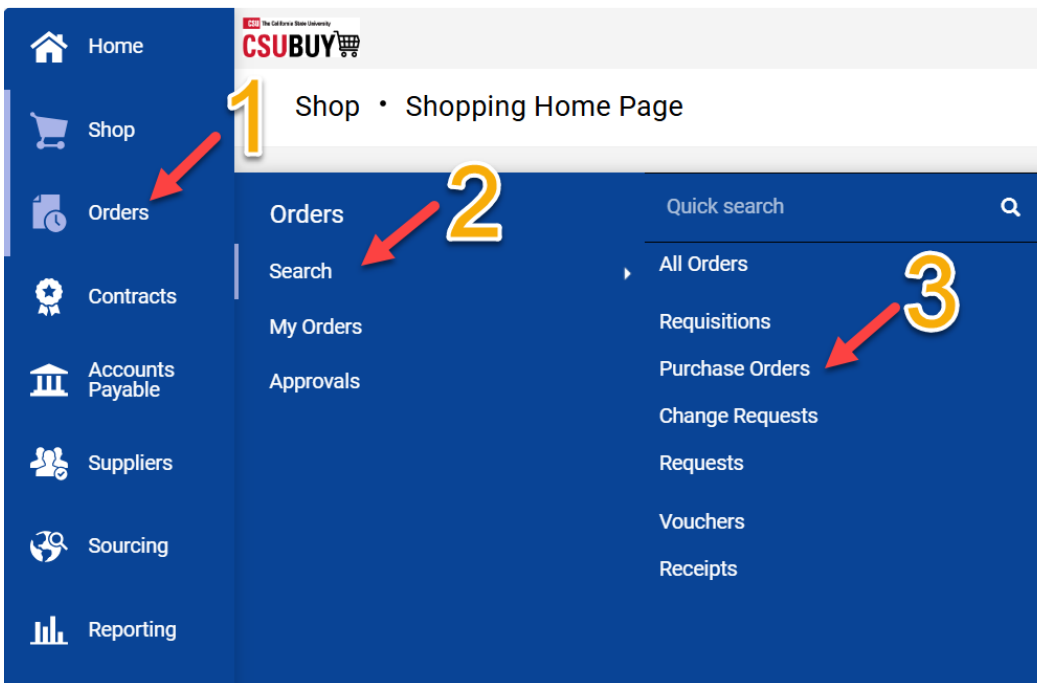 Home
Shop
Orders
Contracts
Accounts
Payable
Suppliers
Sourcing
Reporting
CSU The California State University
CSUBUY
Shop • Shopping Home Page
1
2
3
Orders
Search
My Orders
Approvals
Quick search
All Orders
Requisitions
Purchase Orders
Change Requests
Requests
Vouchers
Receipts